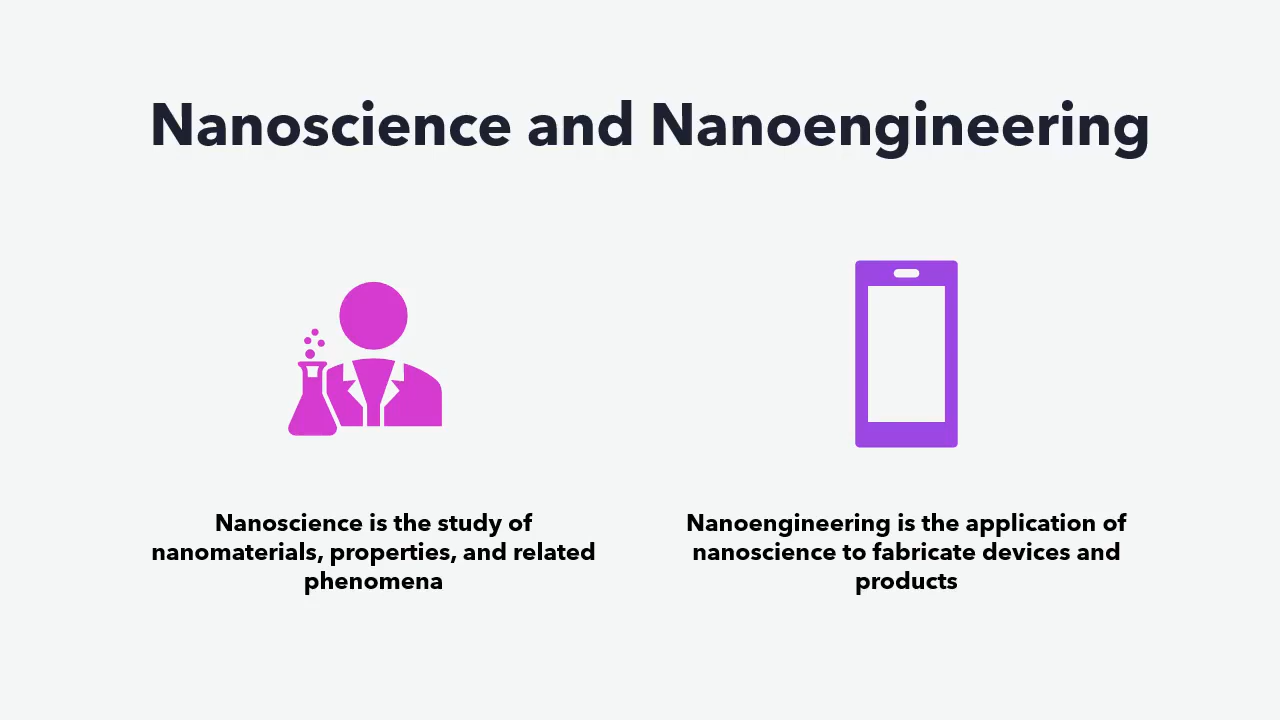 Nanoscience and Nanoengineering
Nanoscience is the study of
nanomaterials, properties, and related
phenomena
Nanoengineering is the application of
nanoscience to fabricate devices and
products